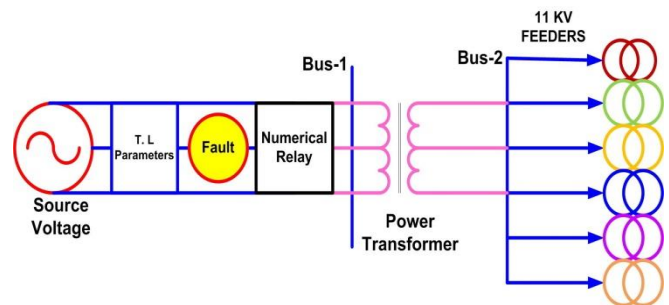 11 KV
FEEDERS
Bus-1
Bus-2
T. L
Parameters
Fault
Numerical
Relay
Source
Voltage
Power
Transformer